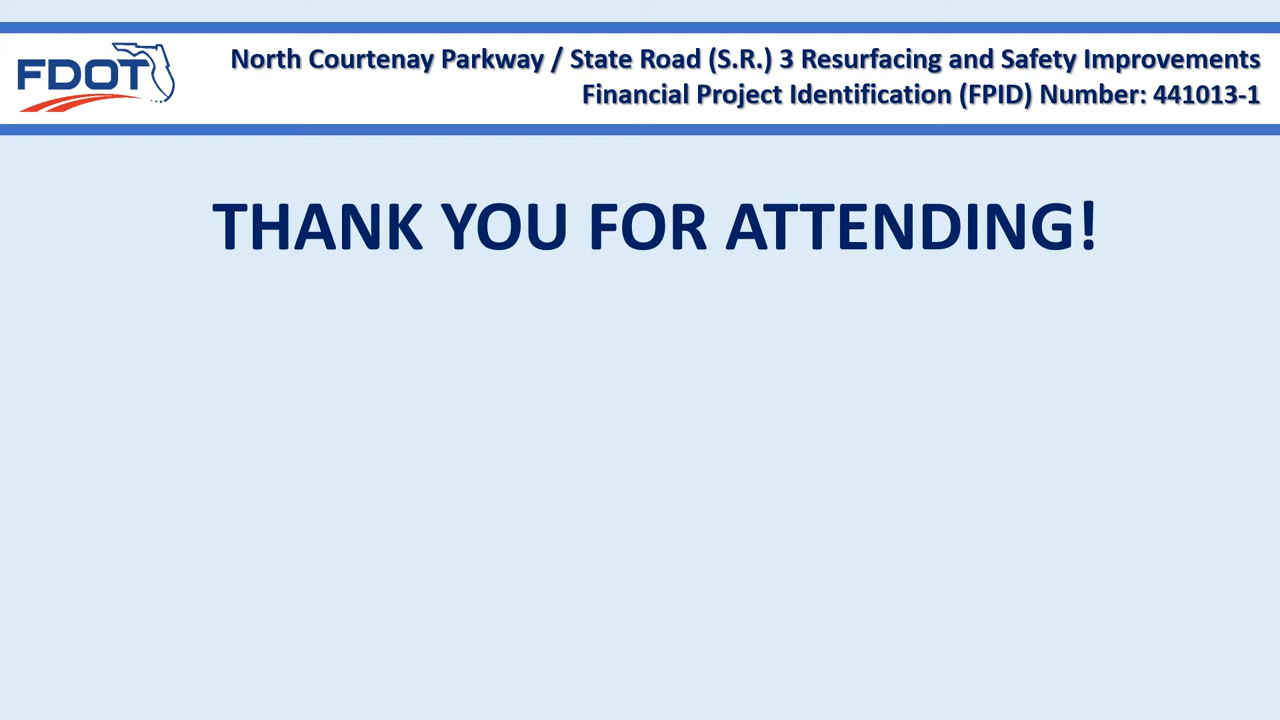 FDOT
North Courtenay Parkway / State Road (S.R.) 3 Resurfacing and Safety Improvements
Financial Project Identification (FPID) Number: 441013-1
THANK YOU FOR ATTENDING!